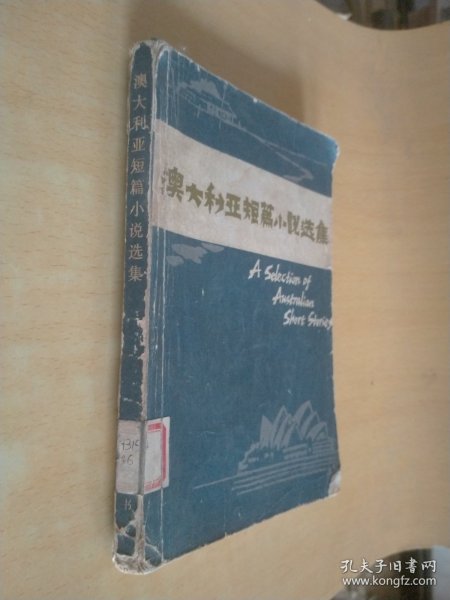 澳大利亚短篇小说选集
澳大利亚短篇小说选集
A Selection of
Australian
Short Stories
孔夫子旧书网
www.kongfz.com